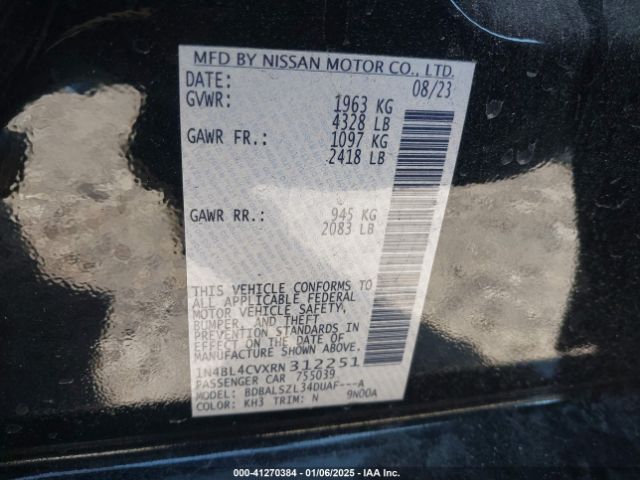 MFD BY NISSAN MOTOR CO., LTD.
DATE: 08/23
GVWR: 1963 KG
4328 LB
GAWR FR.: 1097 KG
2418 LB
GAWR RR.: 945 KG
2083 LB
THIS VEHICLE CONFORMS TO
ALL APPLICABLE FEDERAL
MOTOR VEHICLE SAFETY,
BUMPER, AND THEFT
PREVENTION STANDARDS IN
EFFECT ON THE DATE OF
MANUFACTURE SHOWN ABOVE.
1N4BL4CVXRN312251
PASSENGER CAR 755039
MODEL: BDBALSZL34DUAF---A
COLOR: KH3 TRIM: N 9N00A
000-41270384 | 01/06/2025 - IAA Inc.